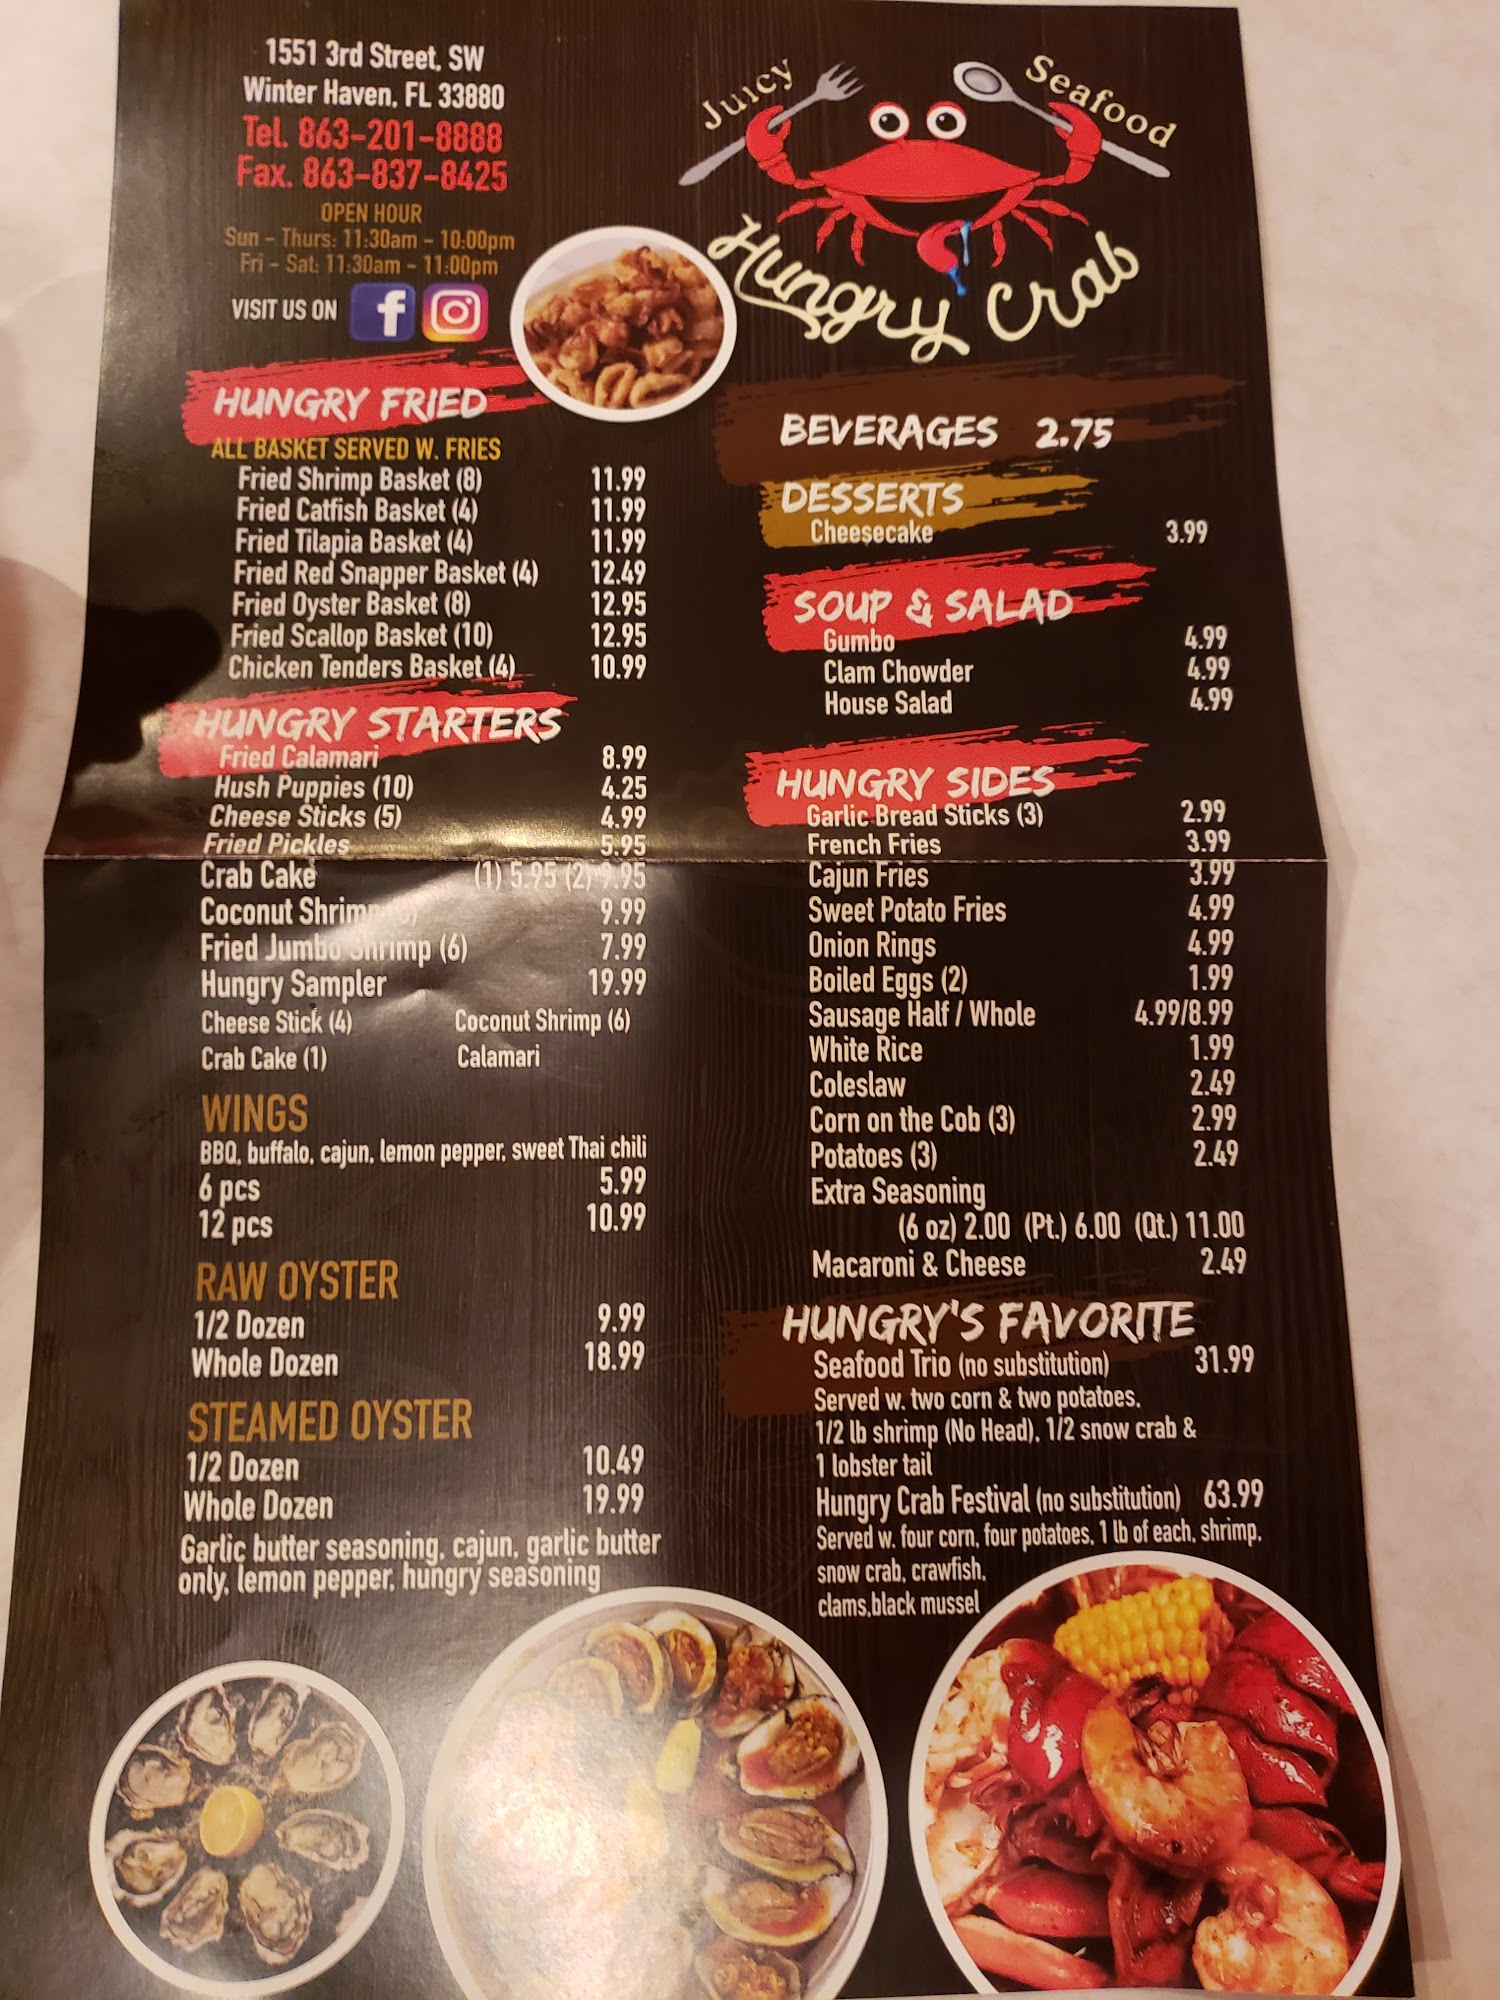 1551 3rd Street, SW
Winter Haven, FL 33880
Tel. 863-201-8888
Fax. 863-837-8425
OPEN HOUR
Sun - Thurs: 11:30am - 10:00pm
Fri - Sat: 11:30am - 11:00pm
VISIT US ON
Juicy Seafood
Hungry Crab
HUNGRY FRIED
ALL BASKET SERVED W. FRIES
Fried Shrimp Basket (8) 11.99
Fried Catfish Basket (4) 11.99
Fried Tilapia Basket (4) 11.99
Fried Red Snapper Basket (4) 12.49
Fried Oyster Basket (8) 12.95
Fried Scallop Basket (10) 12.95
Chicken Tenders Basket (4) 10.99
HUNGRY STARTERS
Fried Calamari 8.99
Hush Puppies (10) 4.25
Cheese Sticks (5) 4.99
Fried Pickles 5.95
Crab Cake (1) 5.95 (2) 9.95
Coconut Shrimp 9.99
Fried Jumbo Shrimp (6) 7.99
Hungry Sampler 19.99
Cheese Stick (4) Coconut Shrimp (6)
Crab Cake (1) Calamari
WINGS
BBQ, buffalo, cajun, lemon pepper, sweet Thai chili
6 pcs 5.99
12 pcs 10.99
RAW OYSTER
1/2 Dozen 9.99
Whole Dozen 18.99
STEAMED OYSTER
1/2 Dozen 10.49
Whole Dozen 19.99
Garlic butter seasoning, cajun, garlic butter
only, lemon pepper, hungry seasoning
BEVERAGES 2.75
DESSERTS
Cheesecake 3.99
SOUP & SALAD
Gumbo 4.99
Clam Chowder 4.99
House Salad 4.99
HUNGRY SIDES
Garlic Bread Sticks (3) 2.99
French Fries 3.99
Cajun Fries 3.99
Sweet Potato Fries 4.99
Onion Rings 4.99
Boiled Eggs (2) 1.99
Sausage Half / Whole 4.99/8.99
White Rice 1.99
Coleslaw 2.49
Corn on the Cob (3) 2.99
Potatoes (3) 2.49
Extra Seasoning
(6 oz) 2.00 (Pt.) 6.00 (Qt.) 11.00
Macaroni & Cheese 2.49
HUNGRY'S FAVORITE
Seafood Trio (no substitution) 31.99
Served w. two corn & two potatoes.
1/2 lb shrimp (No Head), 1/2 snow crab &
1 lobster tail
Hungry Crab Festival (no substitution) 63.99
Served w. four corn, four potatoes, 1 lb of each, shrimp,
snow crab, crawfish,
clams,black mussel